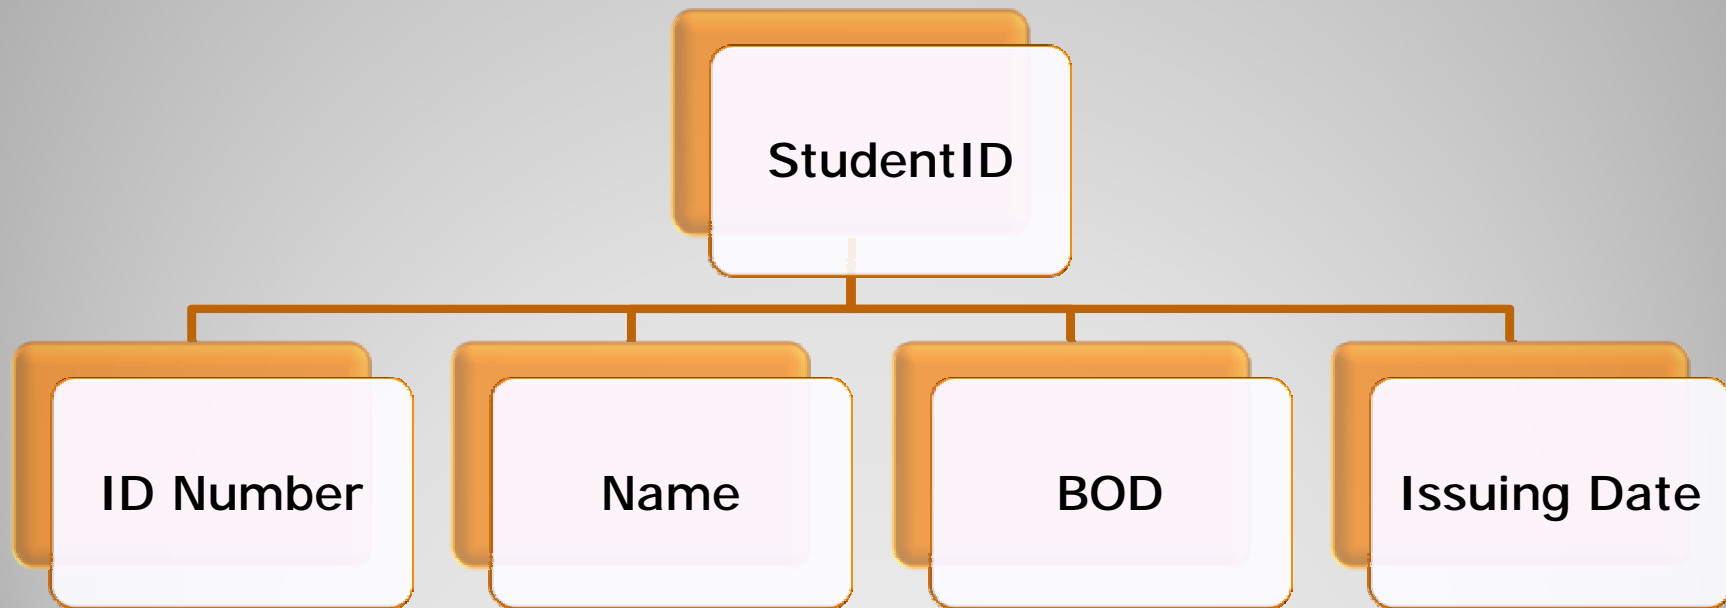 StudentID
ID Number
Name
BOD
Issuing Date